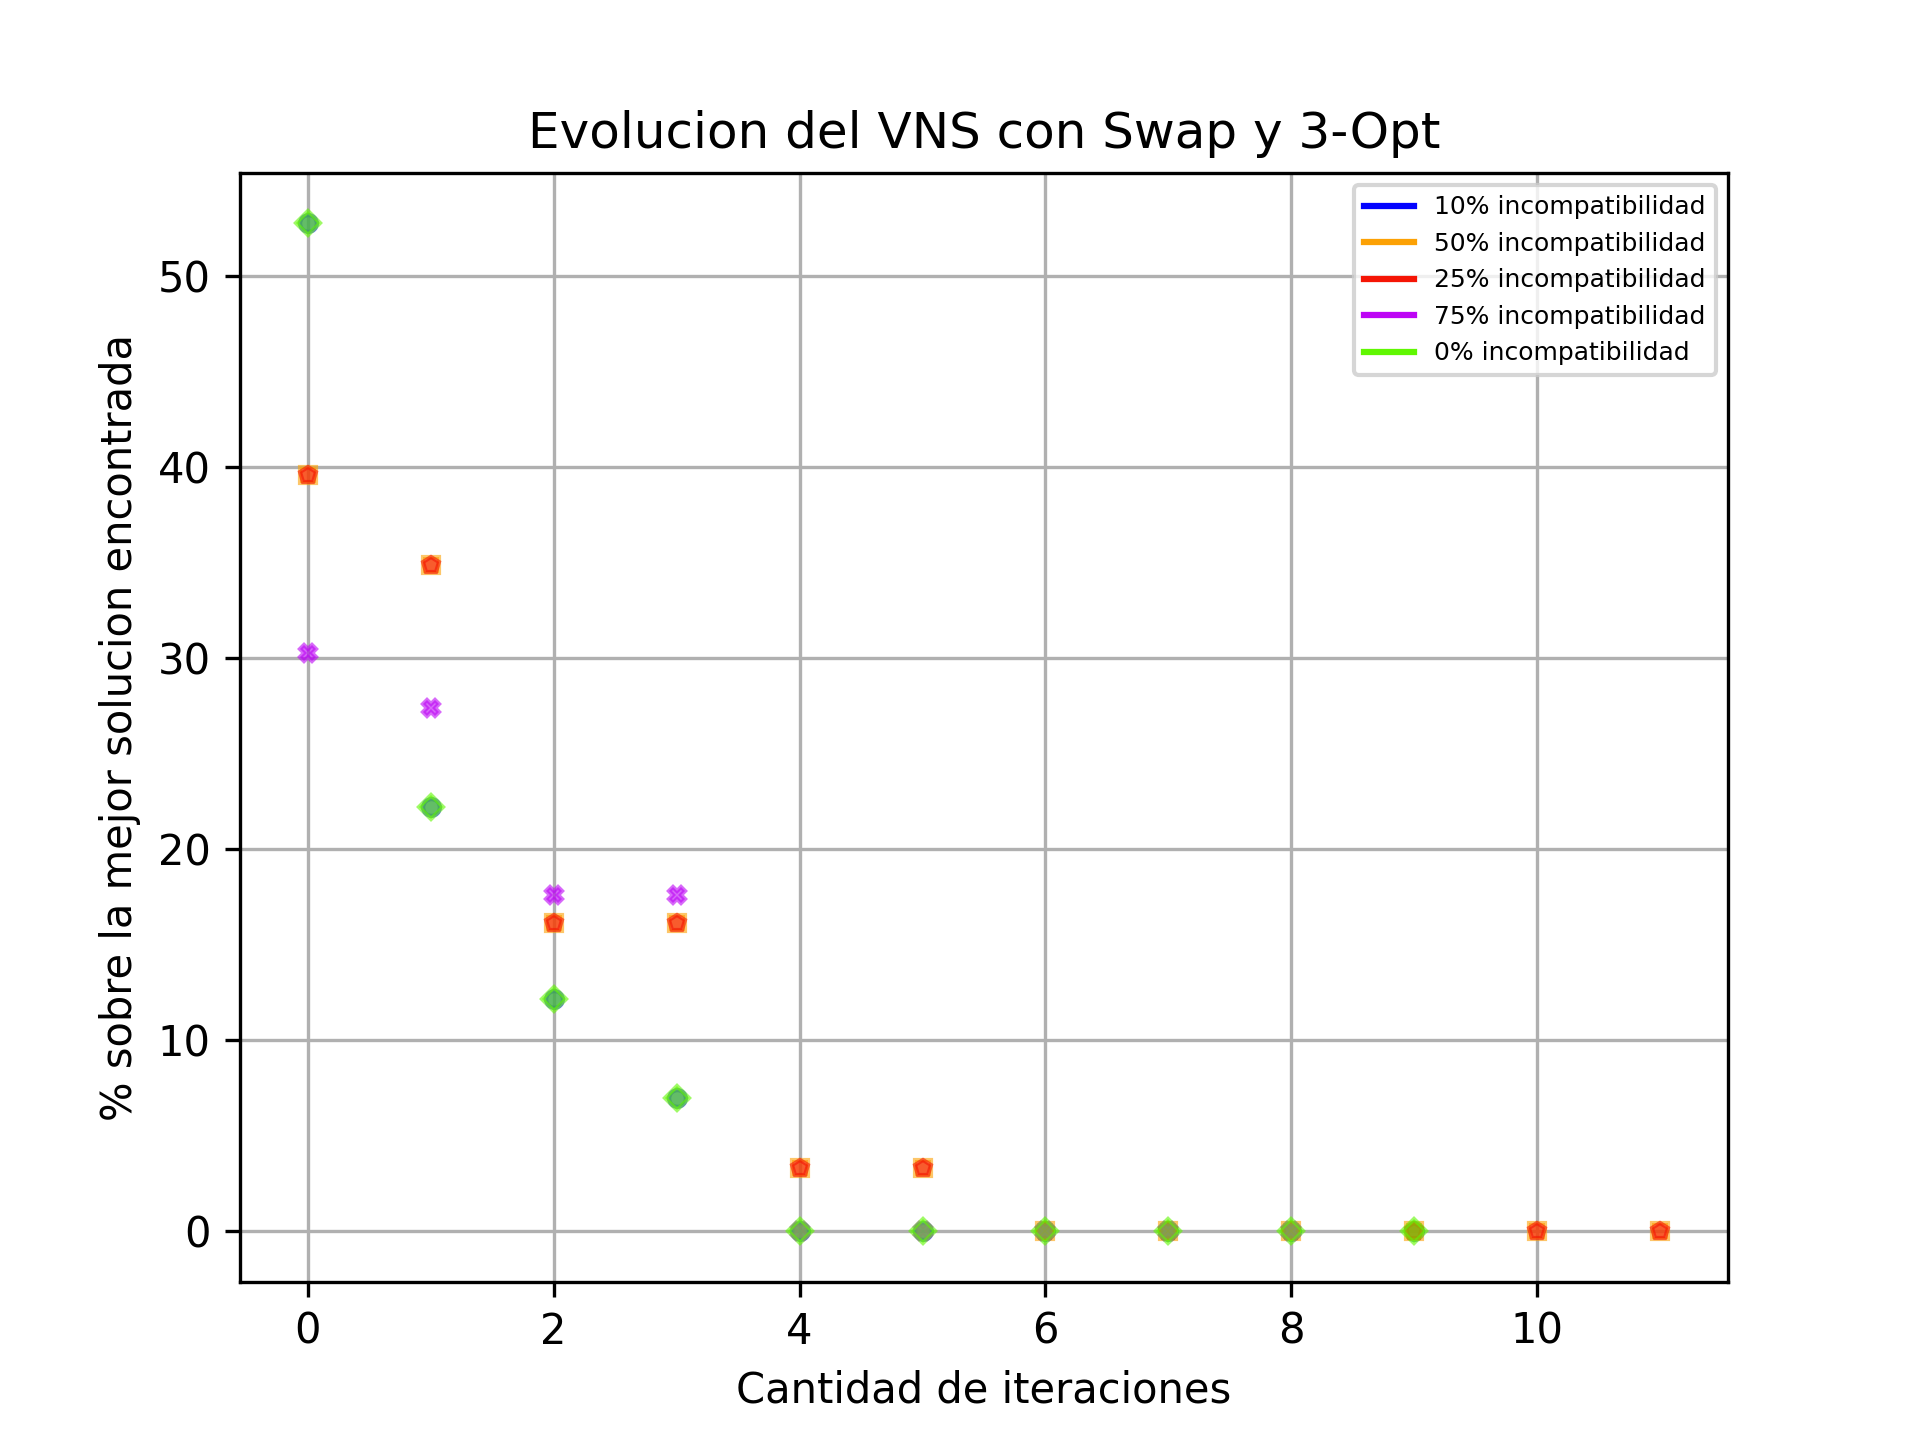 Evolucion del VNS con Swap y 3-Opt
10% incompatibilidad
50% incompatibilidad
25% incompatibilidad
75% incompatibilidad
0% incompatibilidad
% sobre la mejor solucion encontrada
50
40
30
20
10
0
0 2 4 6 8 10
Cantidad de iteraciones